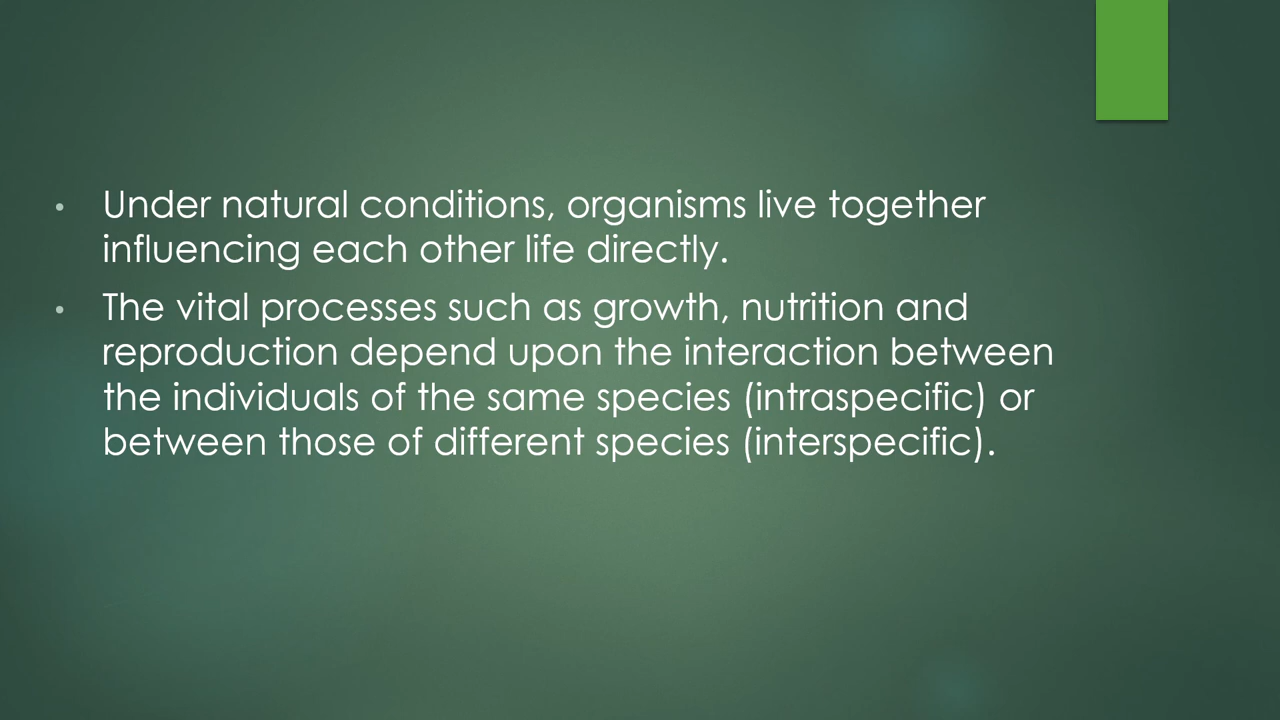 • Under natural conditions, organisms live together
influencing each other life directly.
• The vital processes such as growth, nutrition and
reproduction depend upon the interaction between
the individuals of the same species (intraspecific) or
between those of different species (interspecific).